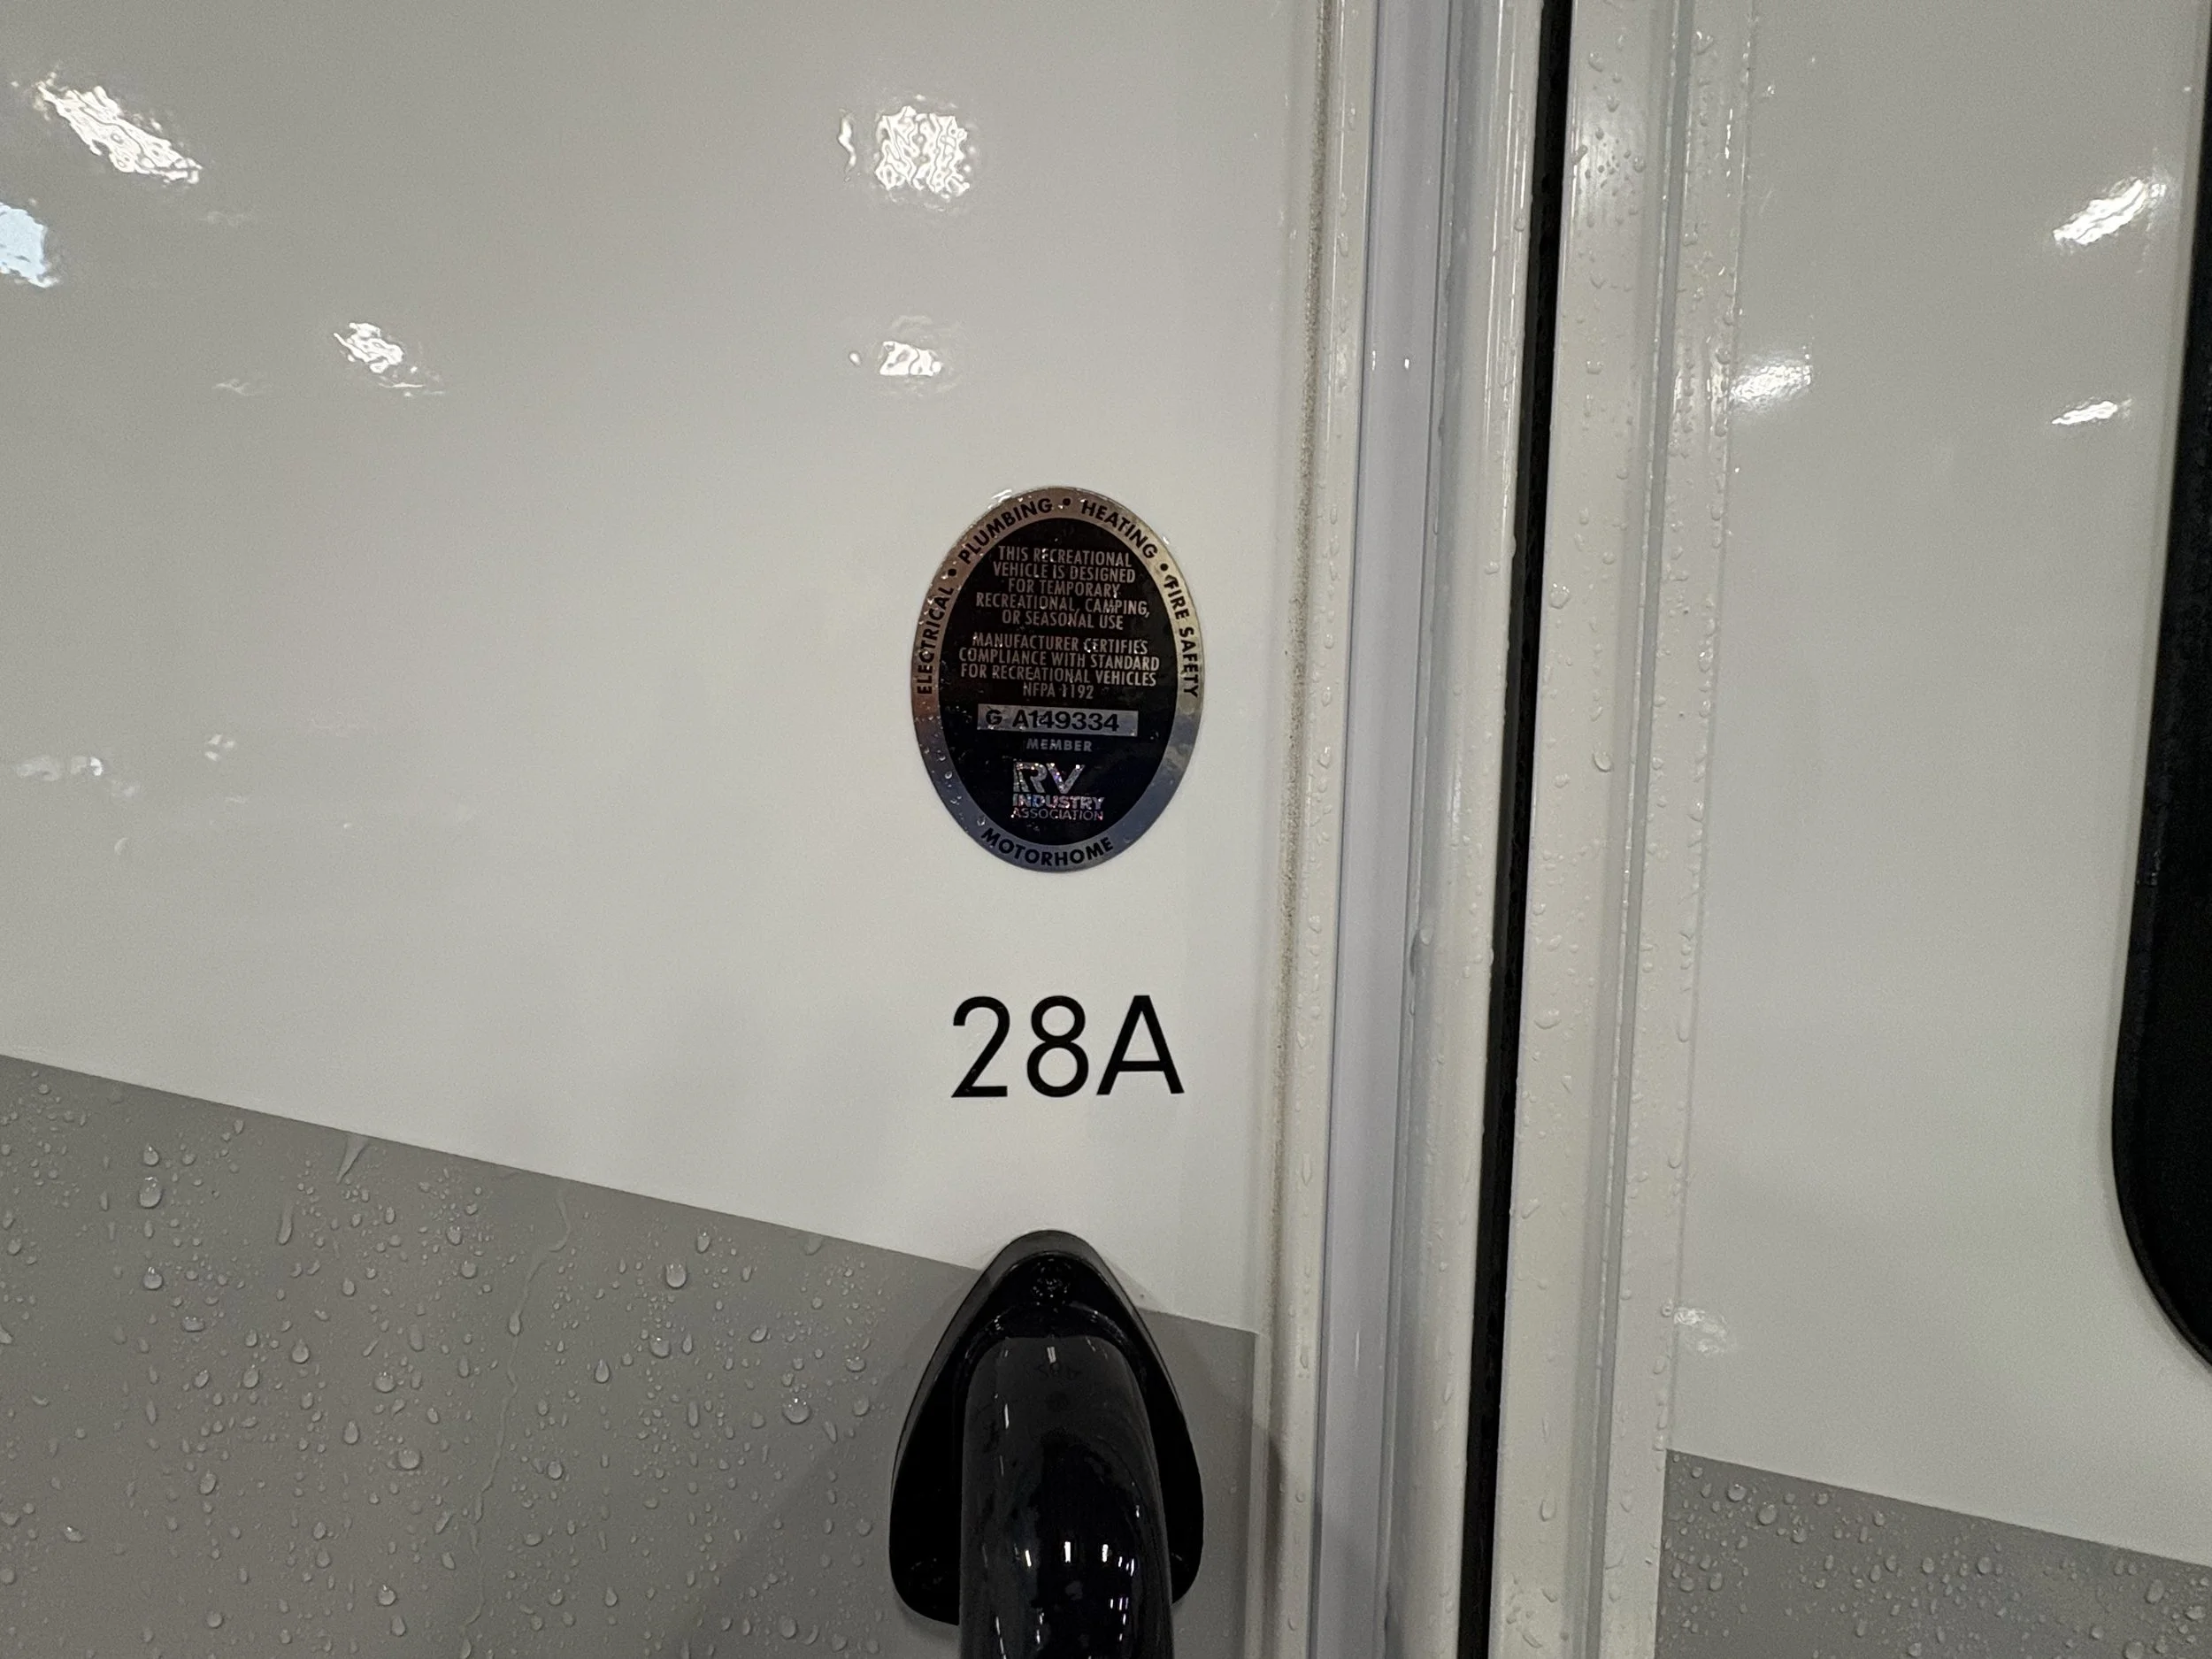 ELECTRICAL • PLUMBING • HEATING • FIRE SAFETY
THIS RECREATIONAL
VEHICLE IS DESIGNED
FOR TEMPORARY
RECREATIONAL, CAMPING,
OR SEASONAL USE
MANUFACTURER CERTIFIES
COMPLIANCE WITH STANDARD
FOR RECREATIONAL VEHICLES
NFPA 1192
G A149334
MEMBER
RV
INDUSTRY
ASSOCIATION
MOTORHOME
28A